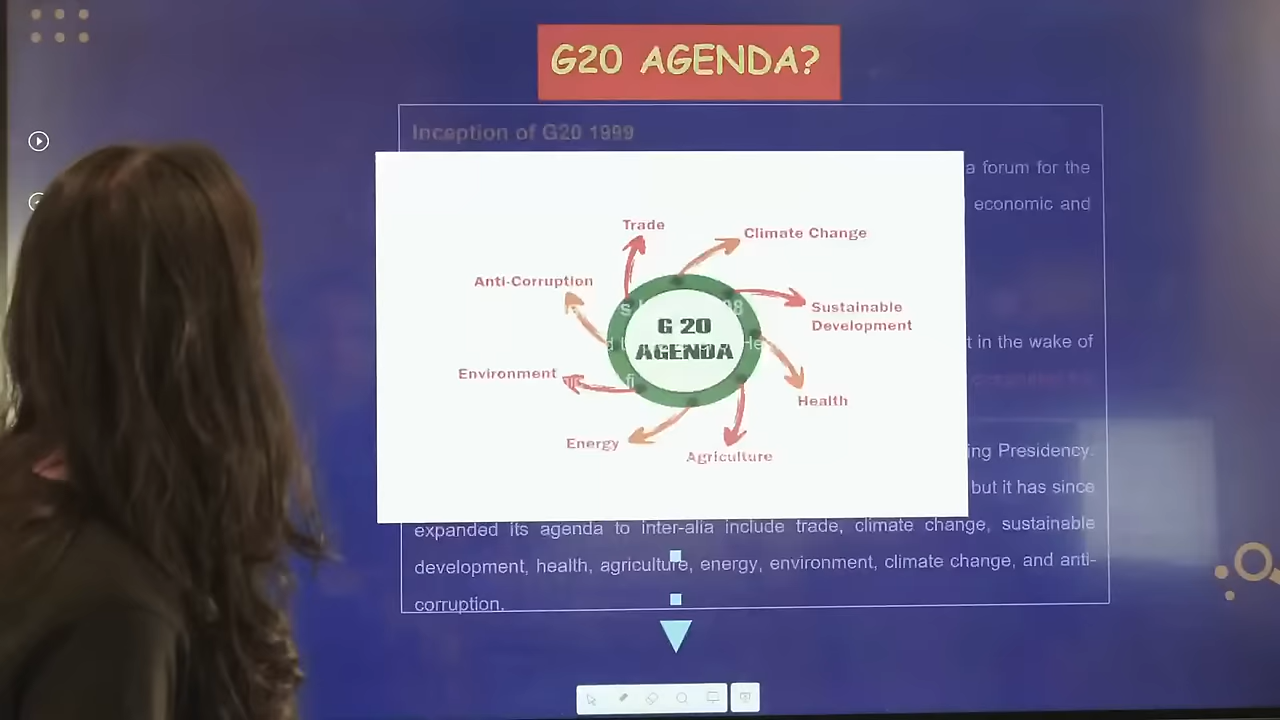 G20 AGENDA?
Inception of G20 1999
a forum for the
economic and
Trade
Climate Change
Anti-Corruption
Sustainable
Development
G 20
AGENDA
t in the wake of
Environment
Health
Energy
Agriculture
ing Presidency.
but it has since
expanded its agenda to inter-alia include trade, climate change, sustainable
development, health, agriculture, energy, environment, climate change, and anti-
corruption.